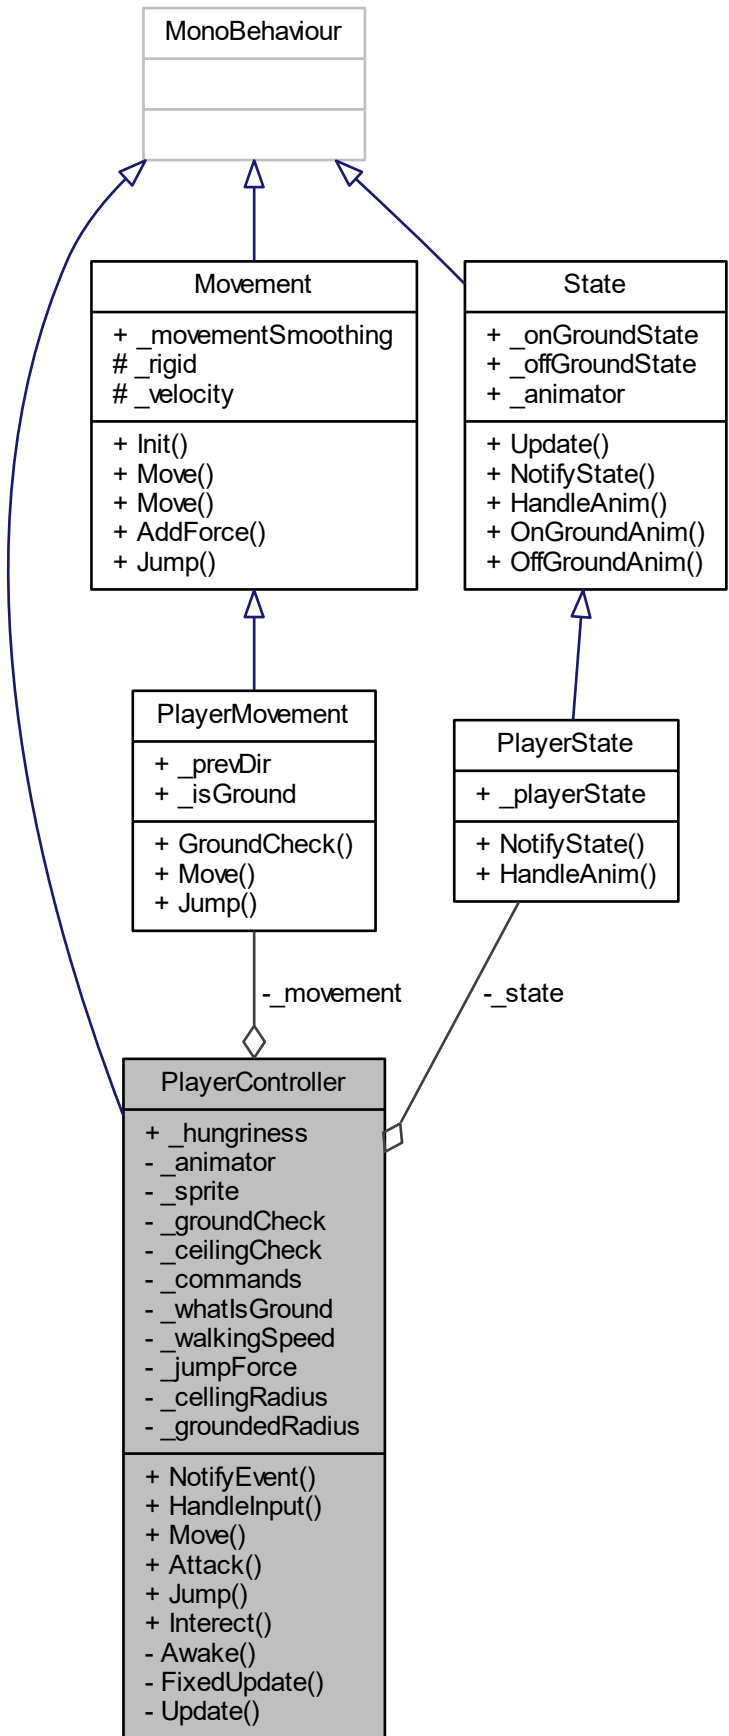 MonoBehaviour
Movement
+ _movementSmoothing
# _rigid
# _velocity
+ Init()
+ Move()
+ Move()
+ AddForce()
+ Jump()
State
+ _onGroundState
+ _offGroundState
+ _animator
+ Update()
+ NotifyState()
+ HandleAnim()
+ OnGroundAnim()
+ OffGroundAnim()
PlayerMovement
+ _prevDir
+ _isGround
+ GroundCheck()
+ Move()
+ Jump()
PlayerState
+ _playerState
+ NotifyState()
+ HandleAnim()
-_movement
-_state
PlayerController
+ _hungriness
- _animator
- _sprite
- _groundCheck
- _ceilingCheck
- _commands
- _whatIsGround
- _walkingSpeed
- _jumpForce
- _cellingRadius
- _groundedRadius
+ NotifyEvent()
+ HandleInput()
+ Move()
+ Attack()
+ Jump()
+ Interect()
- Awake()
- FixedUpdate()
- Update()